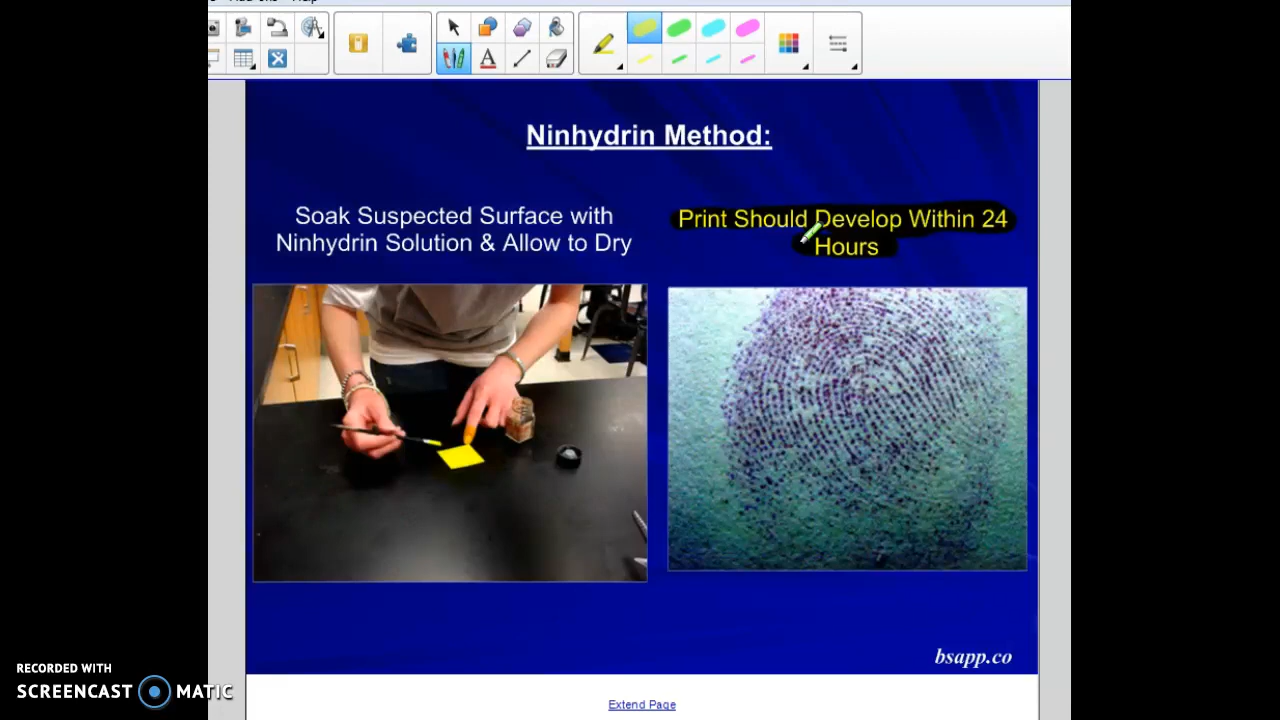 Ninhydrin Method:
Soak Suspected Surface with
Ninhydrin Solution & Allow to Dry
Print Should Develop Within 24
Hours
bsapp.co
Extend Page
RECORDED WITH
SCREENCAST MATIC